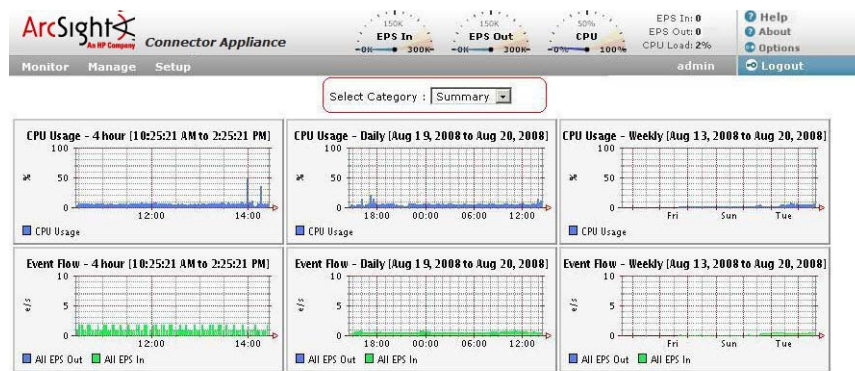 ArcSight
An HP Company
Connector Appliance
150K
EPS In
0K 300K
150K
EPS Out
0K 300K
50%
CPU
0% 100%
EPS In: 0
EPS Out: 0
CPU Load: 2%
Help
About
Options
Monitor Manage Setup
admin
Logout
Select Category : Summary
CPU Usage - 4 hour [10:25:21 AM to 2:25:21 PM]
100
%
50
0
12:00 14:00
CPU Usage
CPU Usage - Daily [Aug 19, 2008 to Aug 20, 2008]
100
%
50
0
18:00 00:00 06:00 12:00
CPU Usage
CPU Usage - Weekly [Aug 13, 2008 to Aug 20, 2008]
100
%
50
0
Fri Sun Tue
CPU Usage
Event Flow - 4 hour [10:25:21 AM to 2:25:21 PM]
10
e/s
5
0
12:00 14:00
All EPS Out All EPS In
Event Flow - Daily [Aug 19, 2008 to Aug 20, 2008]
10
e/s
5
0
18:00 00:00 06:00 12:00
All EPS Out All EPS In
Event Flow - Weekly [Aug 13, 2008 to Aug 20, 2008]
10
e/s
5
0
Fri Sun Tue
All EPS Out All EPS In